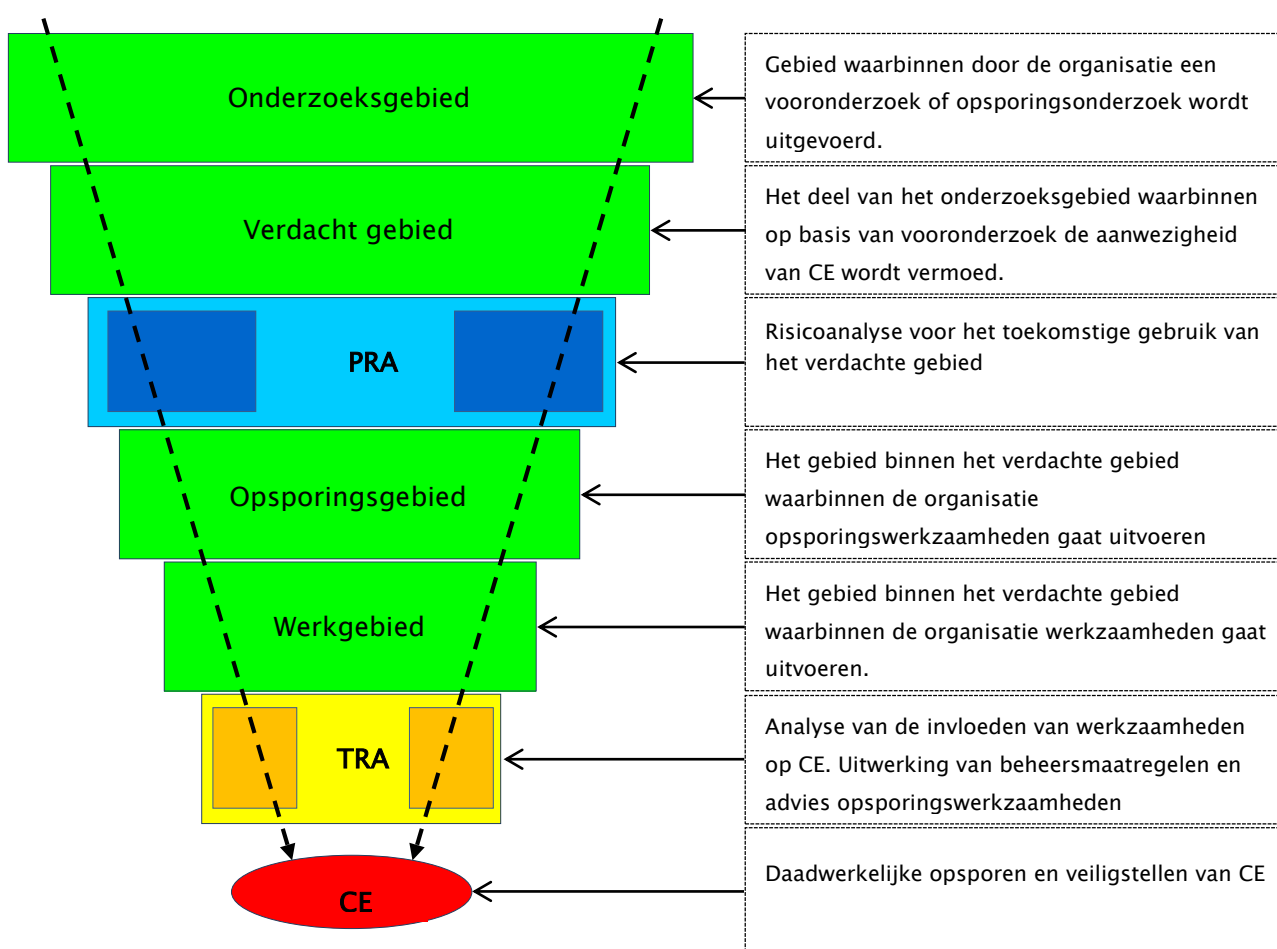 Onderzoeksgebied
Gebied waarbinnen door de organisatie een
vooronderzoek of opsporingsonderzoek wordt
uitgevoerd.
Verdacht gebied
Het deel van het onderzoeksgebied waarbinnen
op basis van vooronderzoek de aanwezigheid
van CE wordt vermoed.
PRA
Risicoanalyse voor het toekomstige gebruik van
het verdachte gebied
Opsporingsgebied
Het gebied binnen het verdachte gebied
waarbinnen de organisatie
opsporingswerkzaamheden gaat uitvoeren
Werkgebied
Het gebied binnen het verdachte gebied
waarbinnen de organisatie werkzaamheden gaat
uitvoeren.
TRA
Analyse van de invloeden van werkzaamheden
op CE. Uitwerking van beheersmaatregelen en
advies opsporingswerkzaamheden
CE
Daadwerkelijke opsporen en veiligstellen van CE